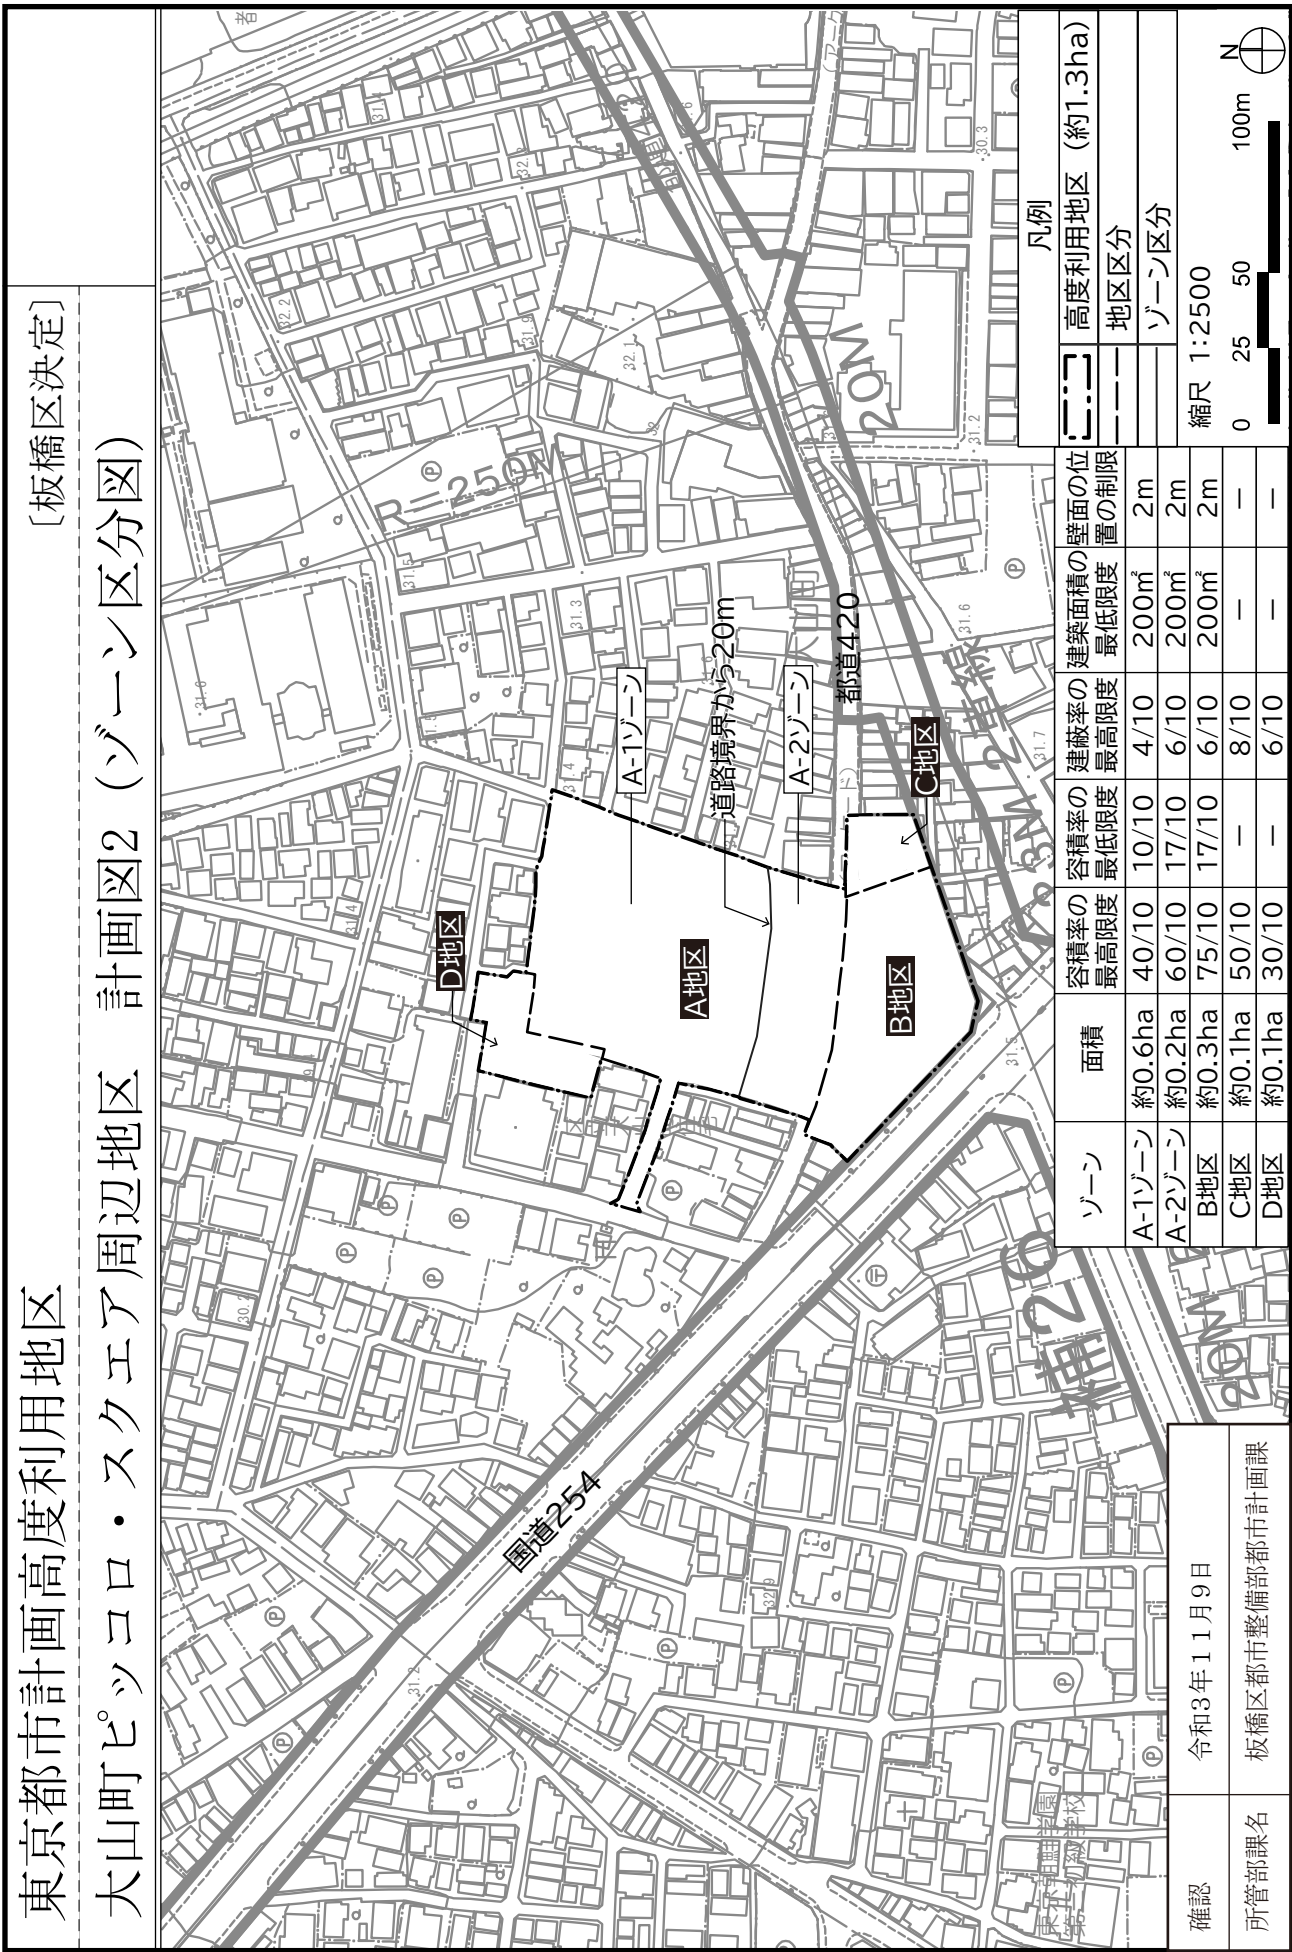 東京都市計画高度利用地区
〔板橋区決定〕
大山町ピッコロ・スクエア周辺地区 計画図2（ゾーン区分図）
D地区
A地区
B地区
C地区
A-1ゾーン
道路境界から20m
A-2ゾーン
都道420
国道254
R=250M
20M
補26
20M
凡例
高度利用地区（約1.3ha）
地区区分
ゾーン区分
縮尺 1:2500
0 25 50 100m
N
ゾーン 面積 容積率の最高限度 容積率の最低限度 建蔽率の最高限度 建築面積の最低限度 壁面の位置の制限
A-1ゾーン 約0.6ha 40/10 10/10 4/10 200㎡ 2m
A-2ゾーン 約0.2ha 60/10 17/10 6/10 200㎡ 2m
B地区 約0.3ha 75/10 17/10 6/10 200㎡ 2m
C地区 約0.1ha 50/10 － 8/10 － －
D地区 約0.1ha 30/10 － 6/10 － －
確認 令和3年11月9日
所管部課名 板橋区都市整備部都市計画課